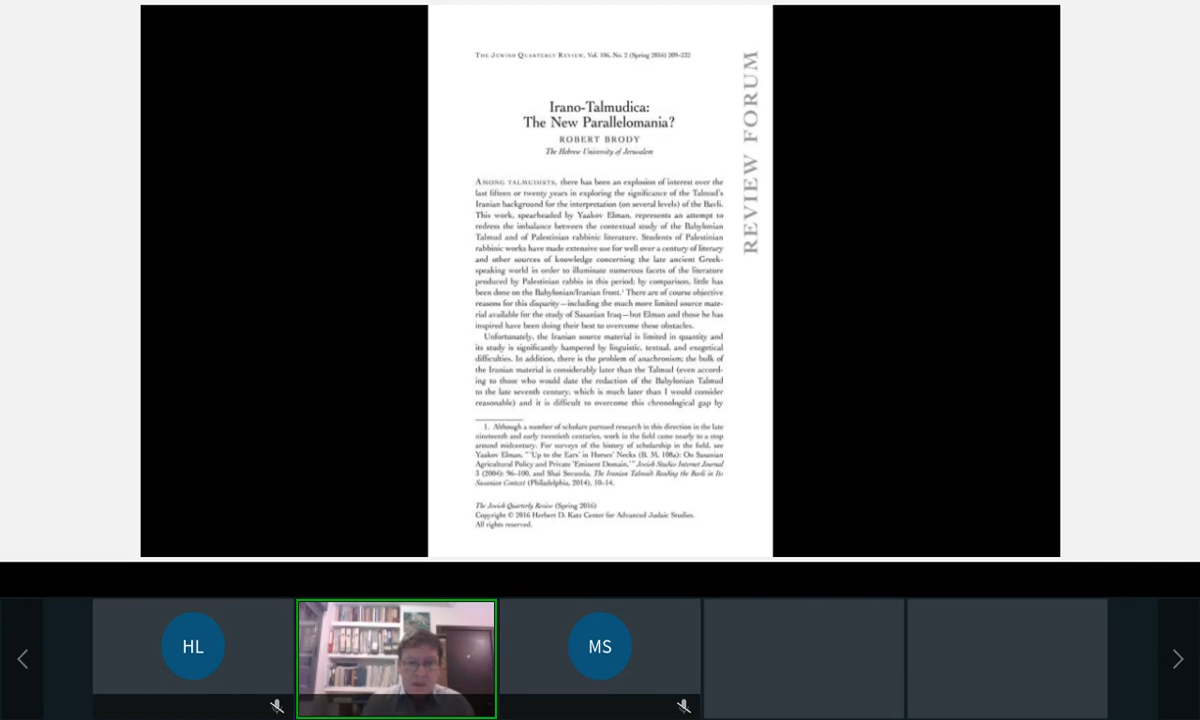 THE JEWISH QUARTERLY REVIEW, Vol. 106, No. 2 (Spring 2016) 209–232
REVIEW FORUM
Irano-Talmudica:
The New Parallelomania?
ROBERT BRODY
The Hebrew University of Jerusalem
AMONG TALMUDISTS, there has been an explosion of interest over the
last fifteen or twenty years in exploring the significance of the Talmud's
Iranian background for the interpretation (on several levels) of the Bavli.
This work, spearheaded by Yaakov Elman, represents an attempt to
redress the imbalance between the contextual study of the Babylonian
Talmud and of Palestinian rabbinic literature. Students of Palestinian
rabbinic works have made extensive use for well over a century of literary
and other sources of knowledge concerning the late ancient Greek-
speaking world in order to illuminate numerous facets of the literature
produced by Palestinian rabbis in this period; by comparison, little has
been done on the Babylonian/Iranian front.1 There are of course objective
reasons for this disparity—including the much more limited source mate-
rial available for the study of Sasanian Iraq—but Elman and those he has
inspired have been doing their best to overcome these obstacles.
Unfortunately, the Iranian source material is limited in quantity and
its study is significantly hampered by linguistic, textual, and exegetical
difficulties. In addition, there is the problem of anachronism; the bulk of
the Iranian material is considerably later than the Talmud (even accord-
ing to those who would date the redaction of the Babylonian Talmud
to the late seventh century, which is much later than I would consider
reasonable) and it is difficult to overcome this chronological gap by
1. Although a number of scholars pursued research in this direction in the late
nineteenth and early twentieth centuries, work in the field came nearly to a stop
around midcentury. For surveys of the history of scholarship in the field, see
Yaakov Elman, "'Up to the Ears' in Horses' Necks (B. M. 108a): On Sasanian
Agricultural Policy and Private 'Eminent Domain,'" Jewish Studies Internet Journal
3 (2004): 96–100, and Shai Secunda, The Iranian Talmud: Reading the Bavli in Its
Sasanian Context (Philadelphia, 2014), 10–14.
The Jewish Quarterly Review (Spring 2016)
Copyright © 2016 Herbert D. Katz Center for Advanced Judaic Studies.
All rights reserved.
HL
MS